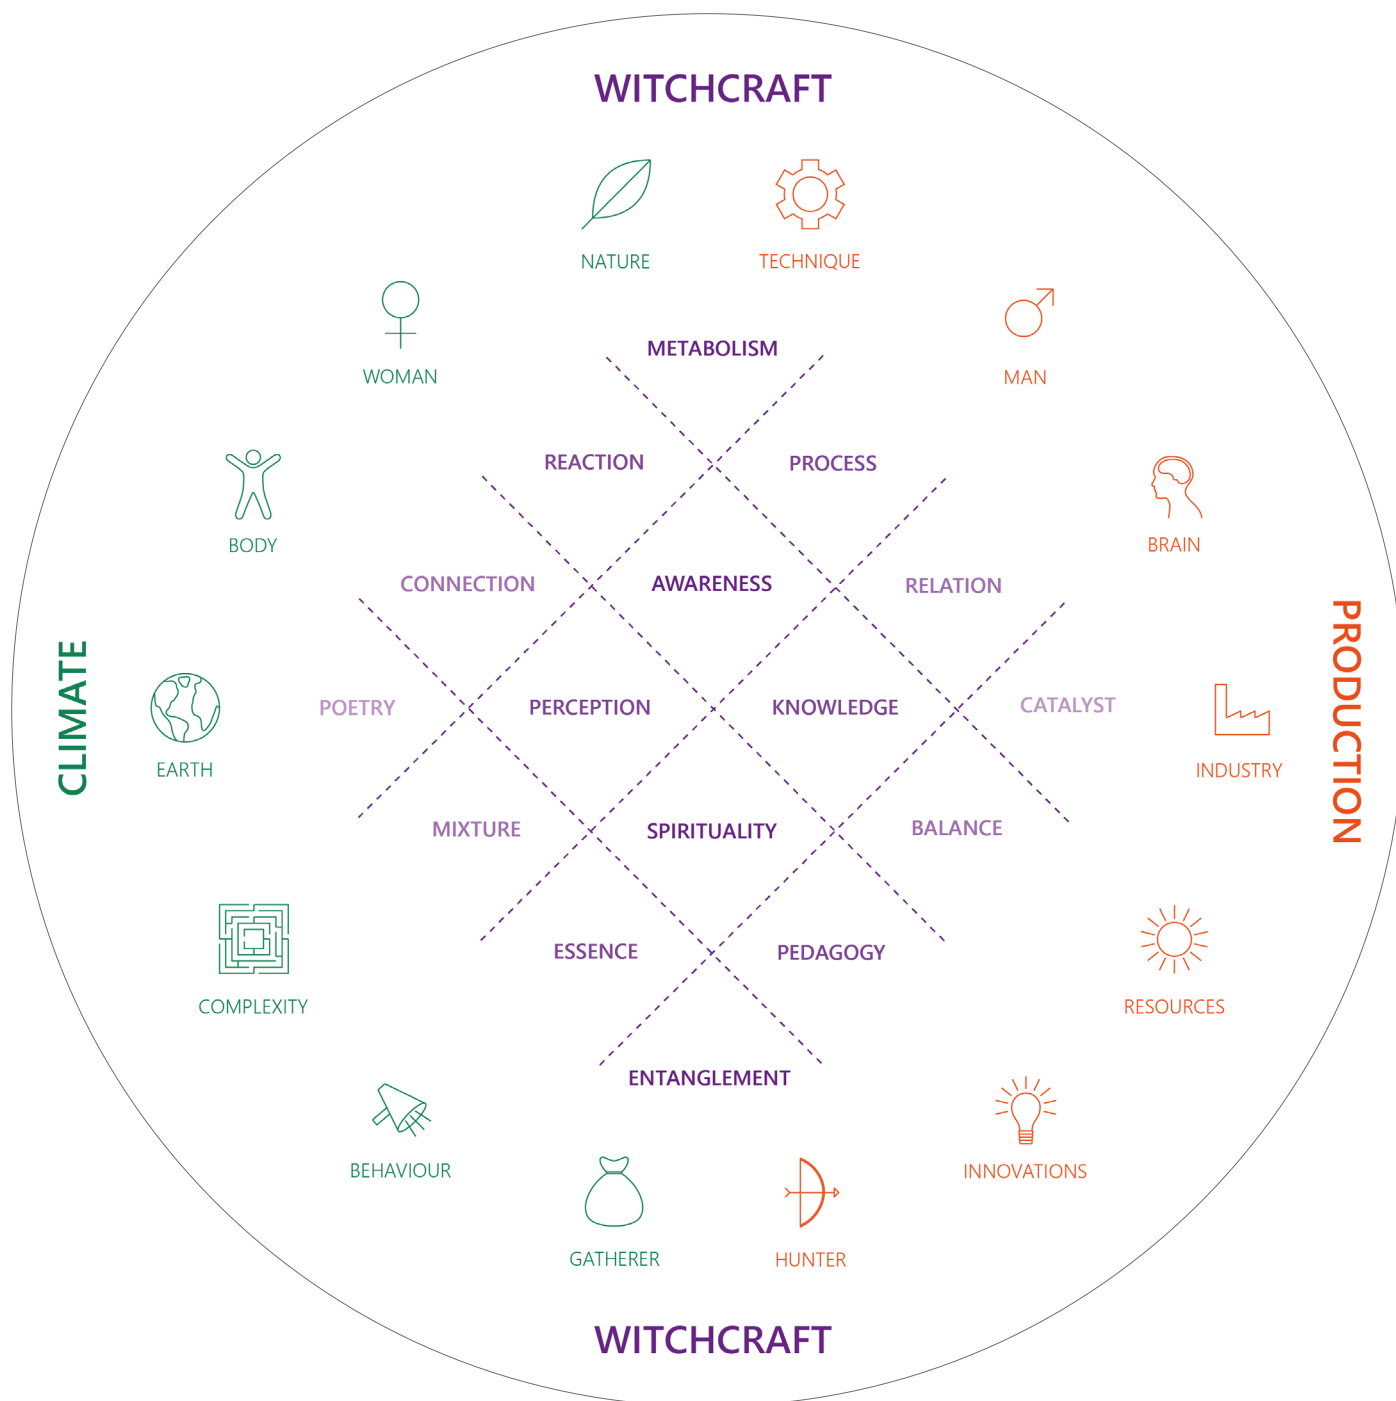 WITCHCRAFT
NATURE
TECHNIQUE
WOMAN
MAN
METABOLISM
REACTION
PROCESS
BODY
BRAIN
CONNECTION
AWARENESS
RELATION
CLIMATE
PRODUCTION
POETRY
PERCEPTION
KNOWLEDGE
CATALYST
EARTH
INDUSTRY
MIXTURE
SPIRITUALITY
BALANCE
ESSENCE
PEDAGOGY
COMPLEXITY
RESOURCES
ENTANGLEMENT
BEHAVIOUR
INNOVATIONS
GATHERER
HUNTER
WITCHCRAFT